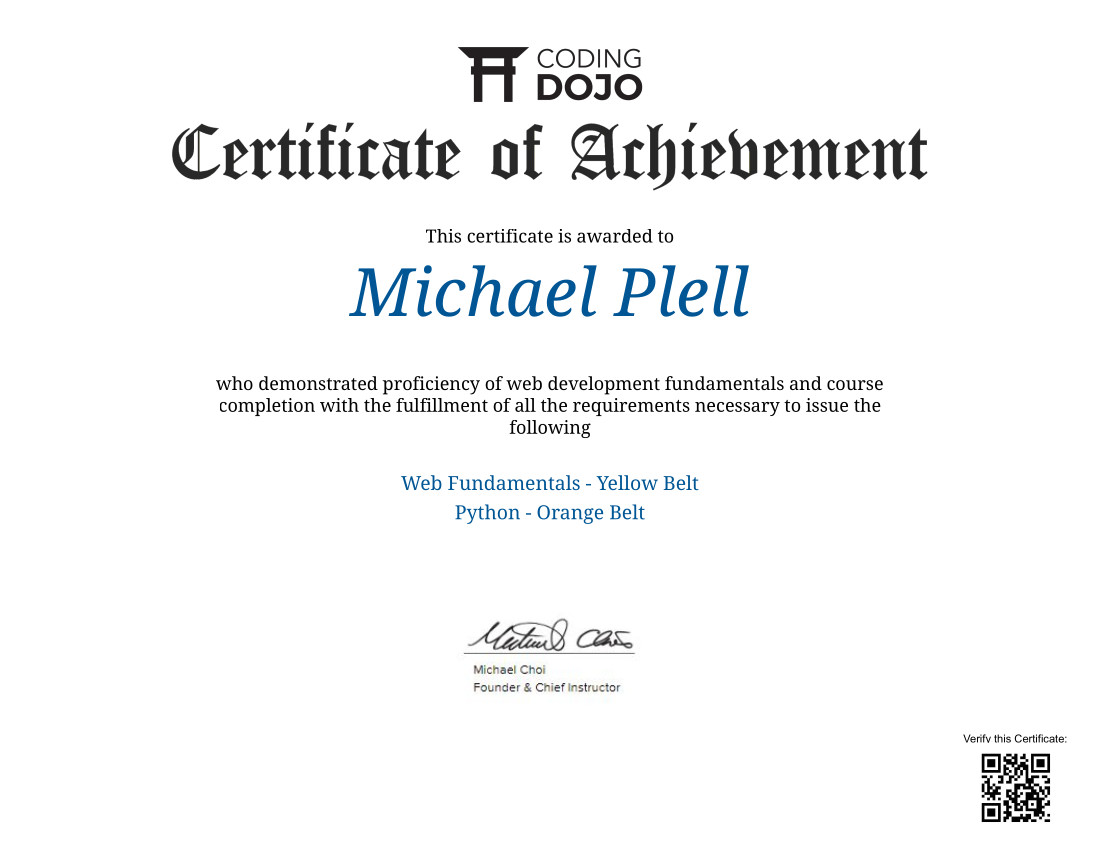 CODING
DOJO
Certificate of Achievement
This certificate is awarded to
Michael Plell
who demonstrated proficiency of web development fundamentals and course
completion with the fulfillment of all the requirements necessary to issue the
following
Web Fundamentals - Yellow Belt
Python - Orange Belt
Michael Choi
Founder & Chief Instructor
Verify this Certificate: